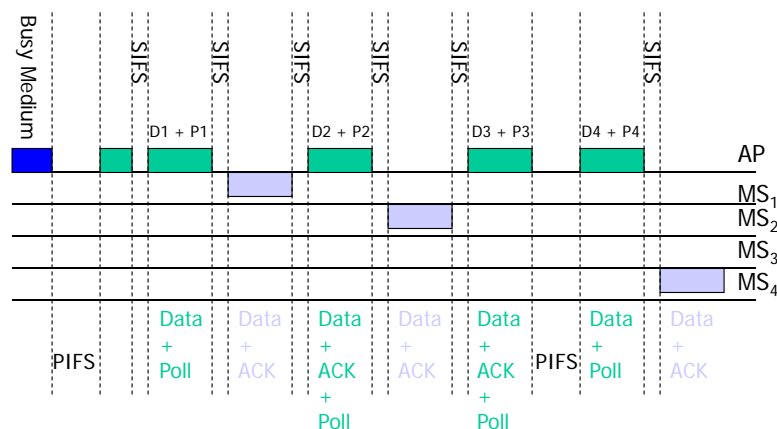 Busy Medium
SIFS
SIFS
SIFS
SIFS
SIFS
SIFS
D1 + P1
D2 + P2
D3 + P3
D4 + P4
AP
MS1
MS2
MS3
MS4
PIFS
Data
+
Poll
Data
+
ACK
Data
+
ACK
+
Poll
Data
+
ACK
Data
+
ACK
+
Poll
PIFS
Data
+
Poll
Data
+
ACK